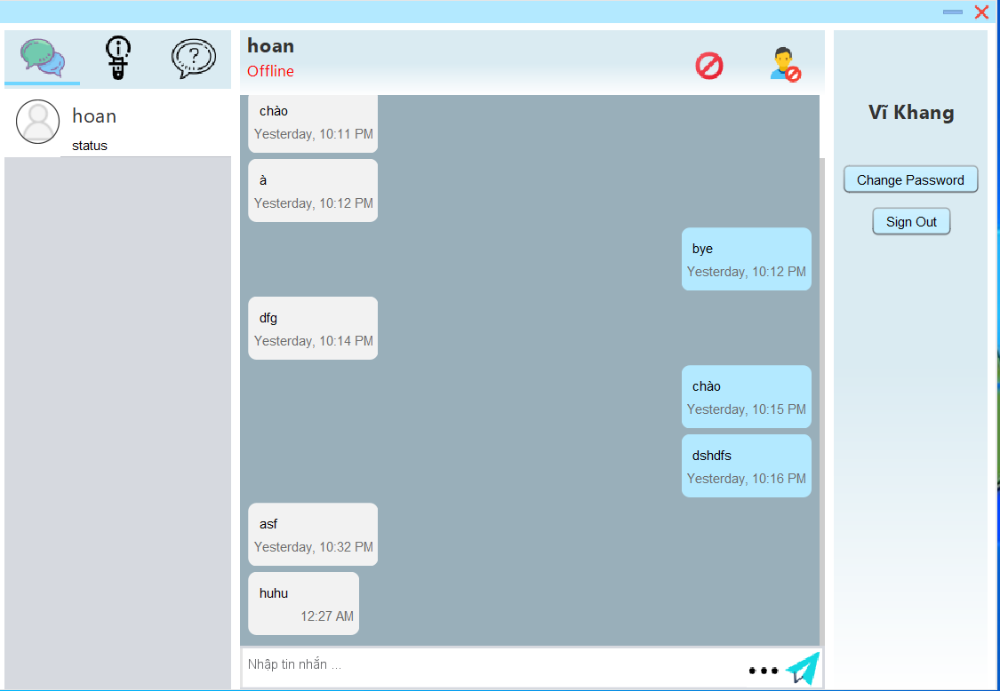 hoan
status
hoan
Offline
chào
Yesterday, 10:11 PM
à
Yesterday, 10:12 PM
bye
Yesterday, 10:12 PM
dfg
Yesterday, 10:14 PM
chào
Yesterday, 10:15 PM
dshdfs
Yesterday, 10:16 PM
asf
Yesterday, 10:32 PM
huhu
12:27 AM
Nhập tin nhắn ...
Vĩ Khang
Change Password
Sign Out